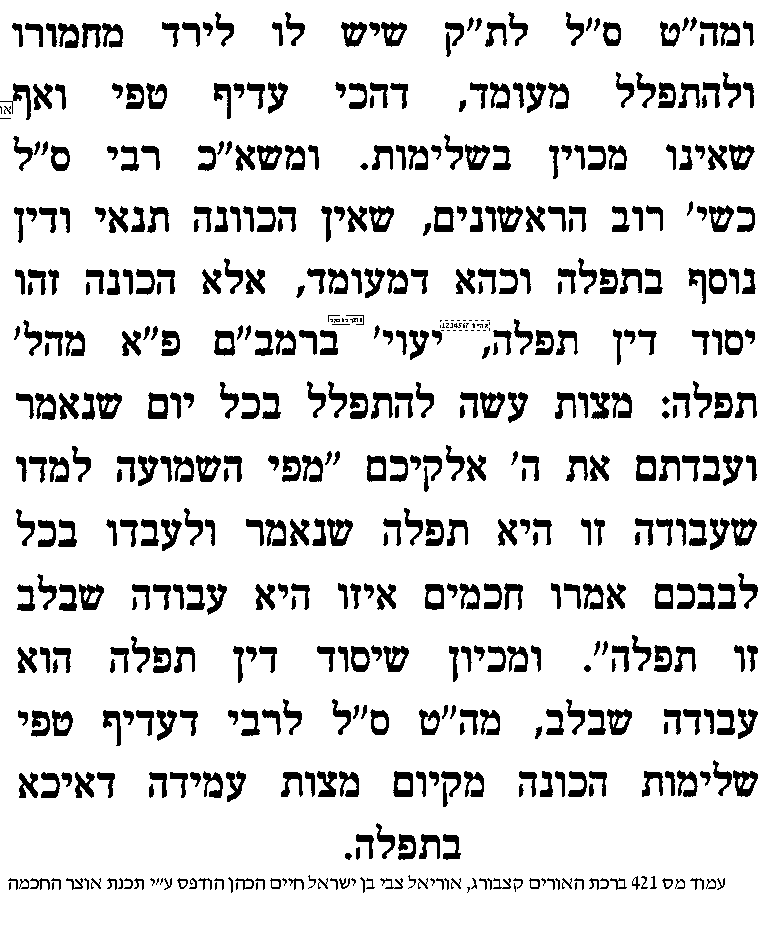 ומה״ט ס״ל לת״ק שיש לו לירד מחמורו
ולהתפלל מעומד, דהכי עדיף טפי ואף
שאינו מכוין בשלימות. ומשא״כ רבי ס״ל
כשי׳ רוב הראשונים, שאין הכוונה תנאי ודין
נוסף בתפלה וכהא דמעומד, אלא הכונה זהו
יסוד דין תפלה, יעוי׳ ברמב״ם פ״א מהל׳
תפלה: מצות עשה להתפלל בכל יום שנאמר
ועבדתם את ה׳ אלקיכם ״מפי השמועה למדו
שעבודה זו היא תפלה שנאמר ולעבדו בכל
לבבכם אמרו חכמים איזו היא עבודה שבלב
זו תפלה״. ומכיון שיסוד דין תפלה הוא
עבודה שבלב, מה״ט ס״ל לרבי דעדיף טפי
שלימות הכונה מקיום מצות עמידה דאיכא
בתפלה.
עמוד מס 421 ברכת האורים קצבורג, אוריאל צבי בן ישראל חיים הכהן הודפס ע״י תכנת אוצר החכמה